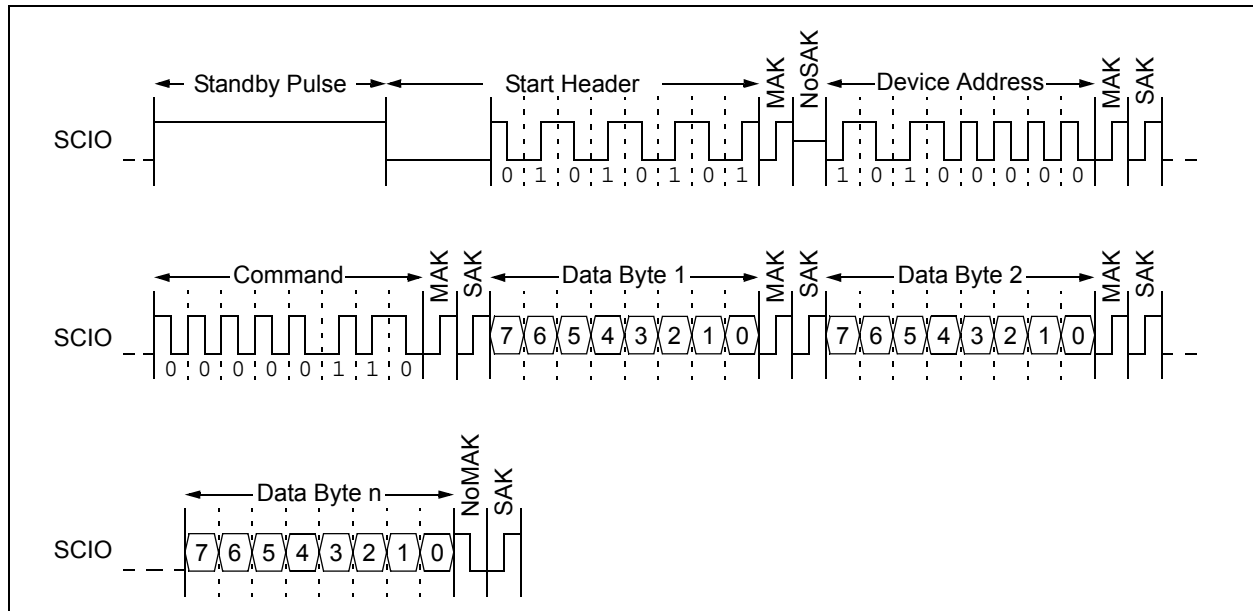 Standby Pulse Start Header MAK NoSAK Device Address MAK SAK
SCIO
0 1 0 1 0 1 0 1 1 0 1 0 0 0 0 0
Command MAK SAK Data Byte 1 MAK SAK Data Byte 2 MAK SAK
SCIO 7 6 5 4 3 2 1 0 7 6 5 4 3 2 1 0
0 0 0 0 0 1 1 0
Data Byte n NoMAK SAK
SCIO 7 6 5 4 3 2 1 0